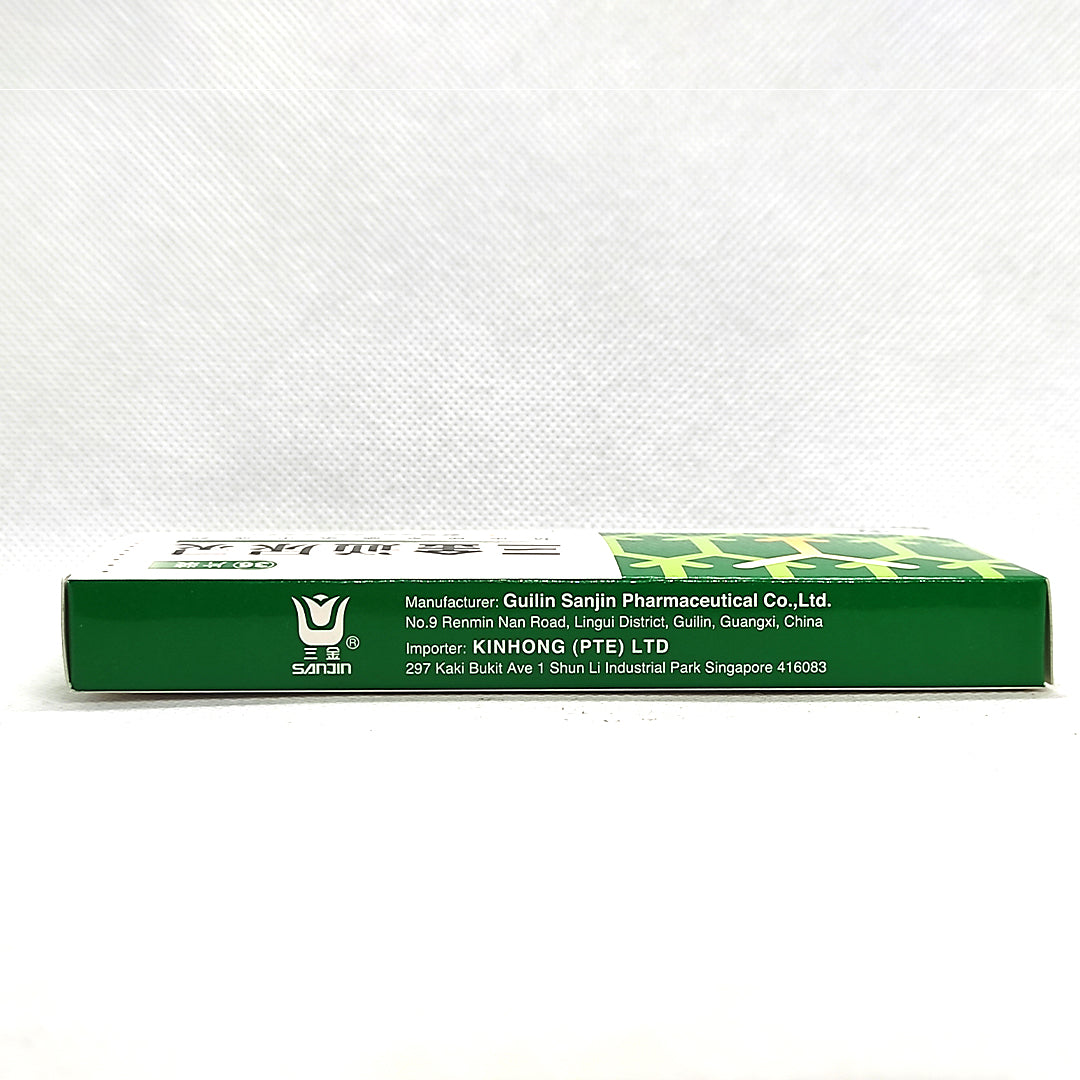 三金
SANJIN
®
Manufacturer: Guilin Sanjin Pharmaceutical Co.,Ltd.
No.9 Renmin Nan Road, Lingui District, Guilin, Guangxi, China
Importer: KINHONG (PTE) LTD
297 Kaki Bukit Ave 1 Shun Li Industrial Park Singapore 416083